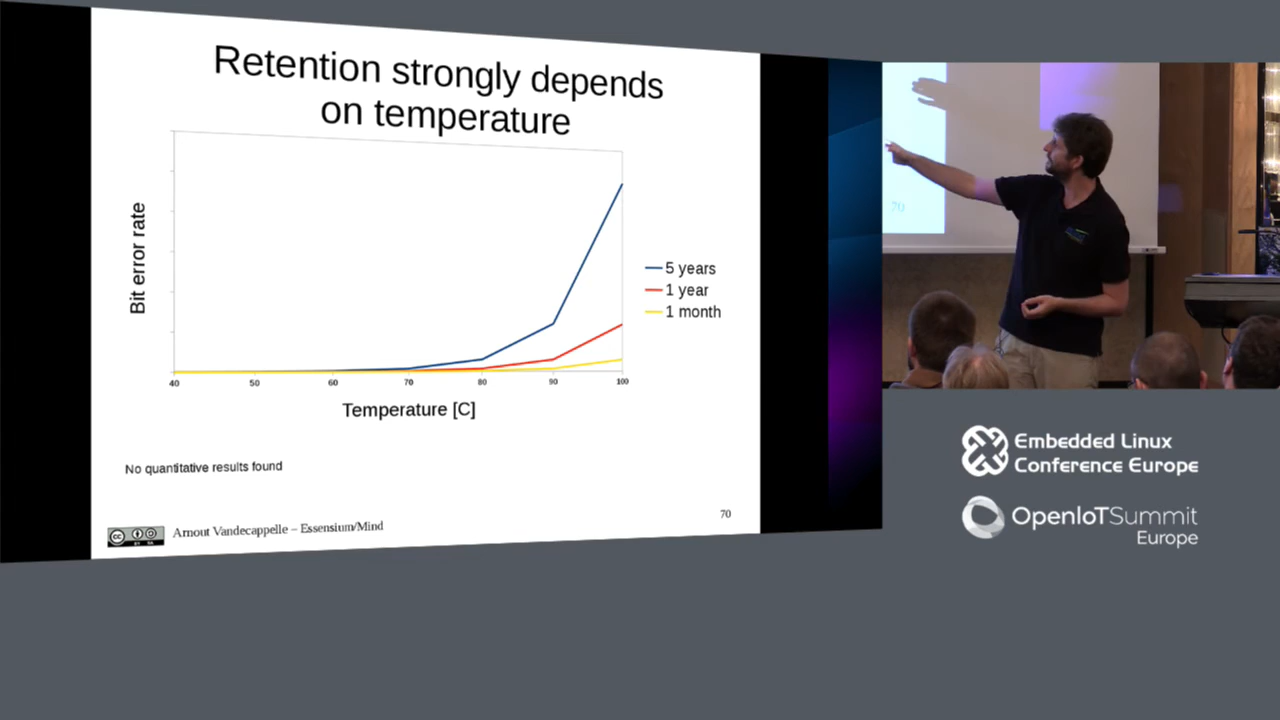 Retention strongly depends
on temperature
Bit error rate
5 years
1 year
1 month
40 50 60 70 80 90 100
Temperature [C]
No quantitative results found
Arnout Vandecappelle – Essensium/Mind
70
70
Embedded Linux
Conference Europe
OpenIoTSummit
Europe